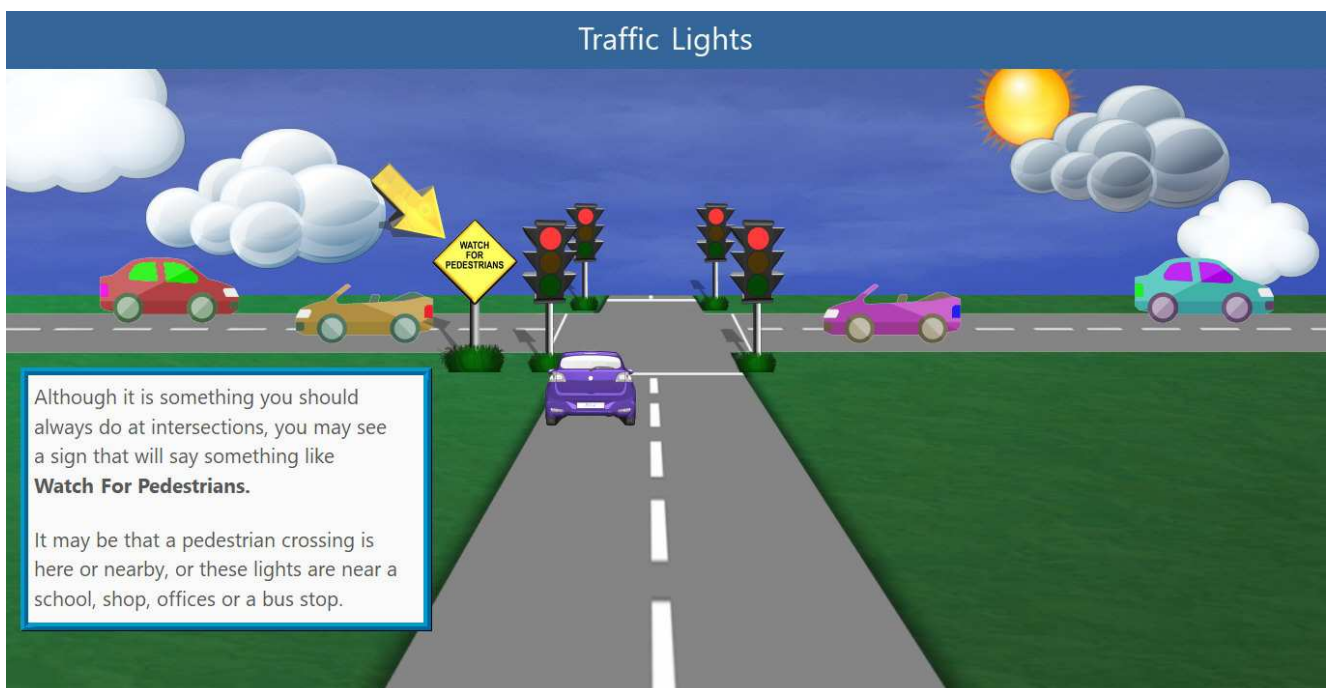 Traffic Lights
WATCH
FOR
PEDESTRIANS
Although it is something you should
always do at intersections, you may see
a sign that will say something like
Watch For Pedestrians.
It may be that a pedestrian crossing is
here or nearby, or these lights are near a
school, shop, offices or a bus stop.